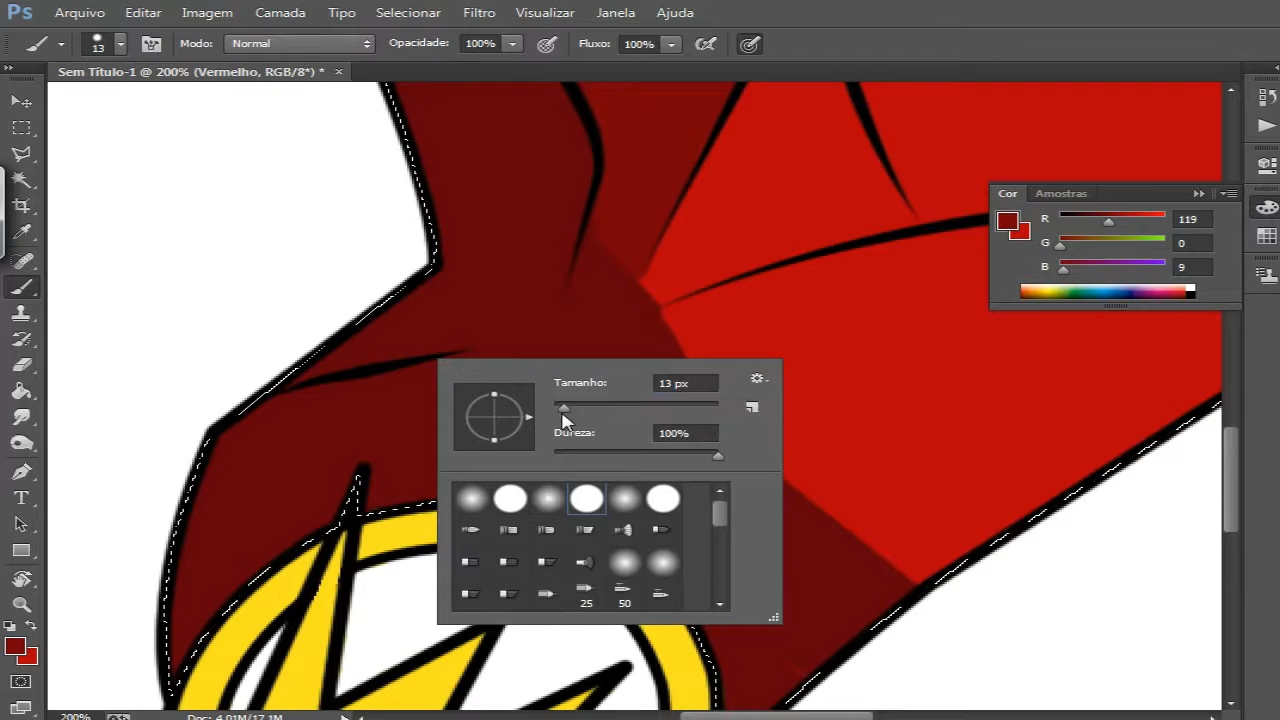 Ps Arquivo Editar Imagem Camada Tipo Selecionar Filtro Visualizar Janela Ajuda
13 Modo: Normal Opacidade: 100% Fluxo: 100%
Sem Título-1 @ 200% (Vermelho, RGB/8*) * ×
Cor Amostras
R 119
G 0
B 9
Tamanho: 13 px
Dureza: 100%
25 50
T
200% Doc: 4,01M/17,1M